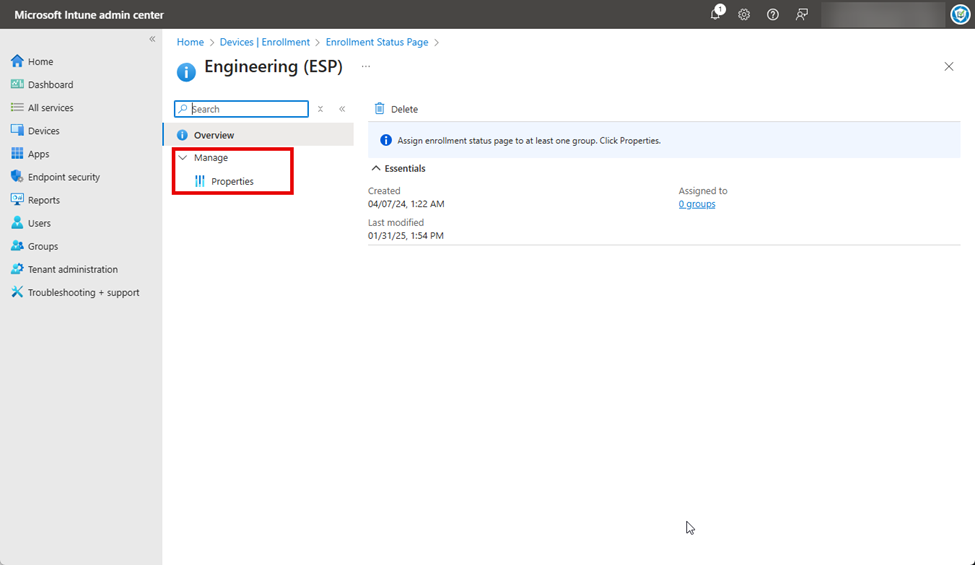 Microsoft Intune admin center
1
Home > Devices | Enrollment > Enrollment Status Page >
Engineering (ESP)
...
Home
Dashboard
All services
Devices
Apps
Endpoint security
Reports
Users
Groups
Tenant administration
Troubleshooting + support
Search
Overview
Manage
Properties
Delete
Assign enrollment status page to at least one group. Click Properties.
Essentials
Created
04/07/24, 1:22 AM
Last modified
01/31/25, 1:54 PM
Assigned to
0 groups